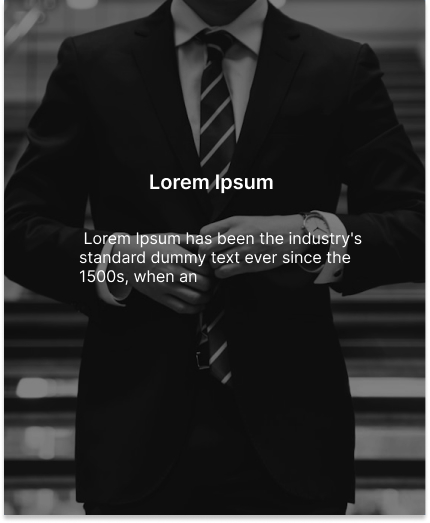 Lorem Ipsum
Lorem Ipsum has been the industry's
standard dummy text ever since the
1500s, when an